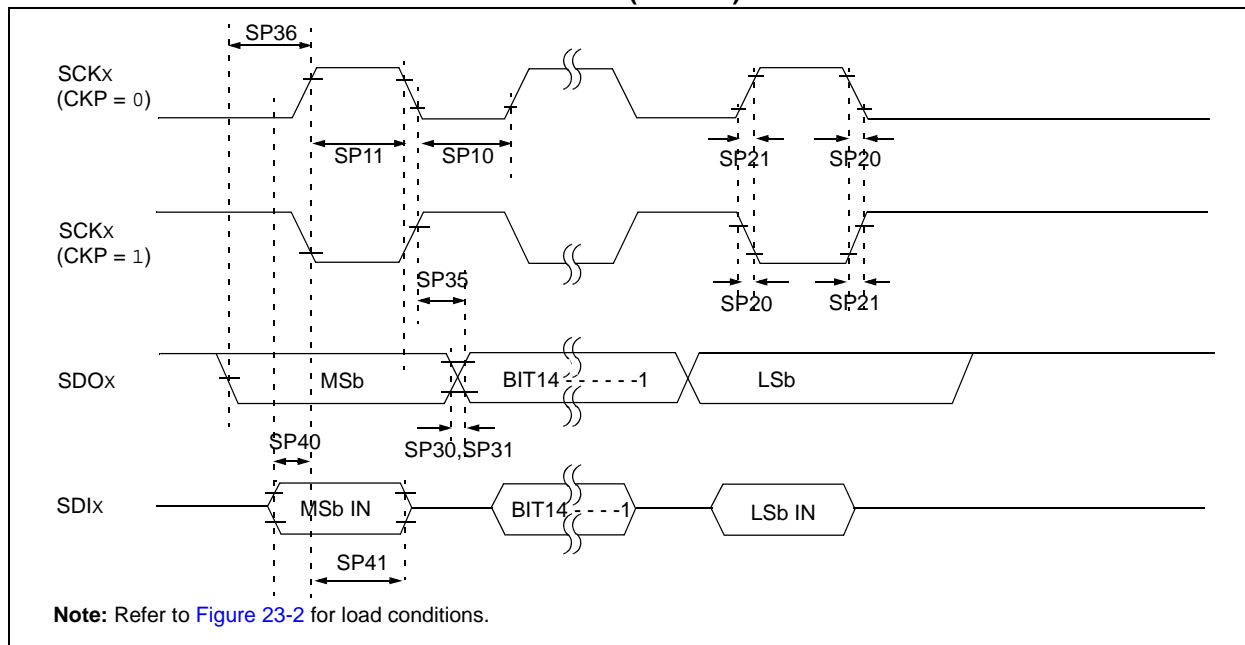 SP36
SCKX
(CKP = 0)
SP11
SP10
SP21
SP20
SCKX
(CKP = 1)
SP35
SP20
SP21
SDOX
MSb
BIT14 - - - - - -1
LSb
SP40
SP30,SP31
SDIX
MSb IN
BIT14 - - - -1
LSb IN
SP41
Note: Refer to Figure 23-2 for load conditions.